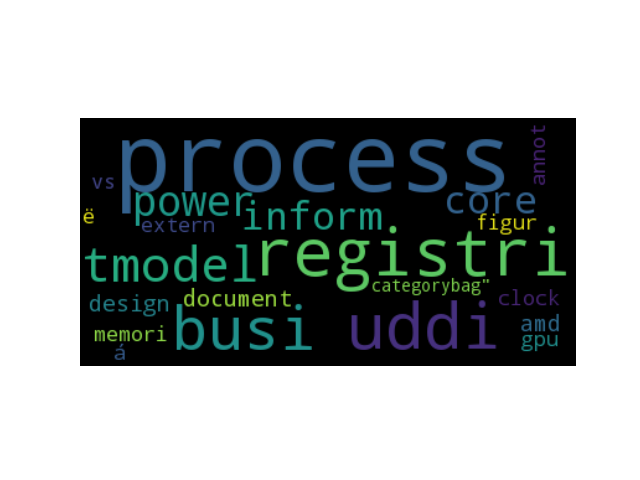 process
annot
vs
power
core
ë
inform
extern
figur
tmodel
registri
categorybag"
design
document
clock
busi
uddi
memori
amd
á
gpu